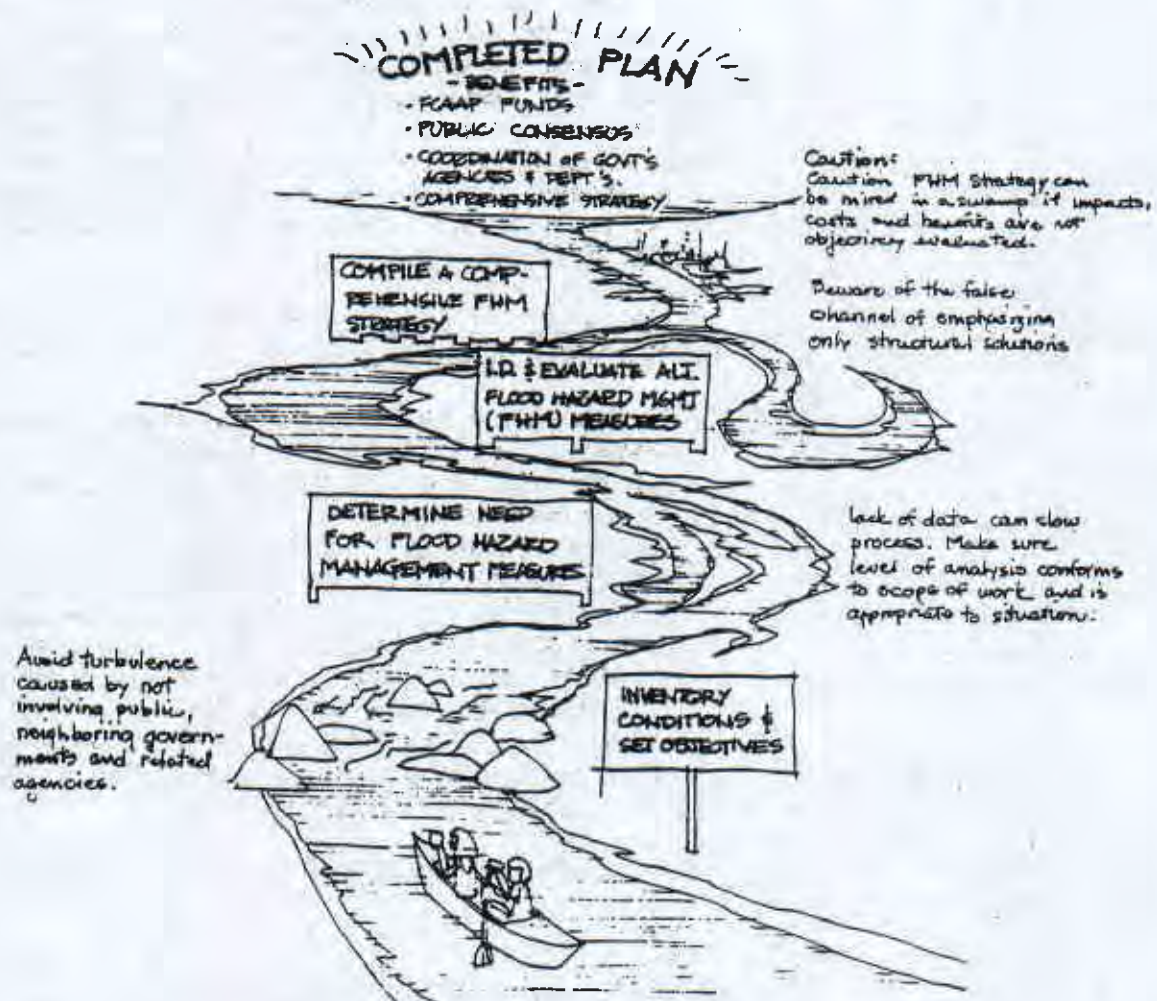 COMPLETED PLAN
- BENEFITS -
• FCAAP FUNDS
• PUBLIC CONSENSUS
• COORDINATION OF GOVT'S
AGENCIES & DEPT'S.
• COMPREHENSIVE STRATEGY
Caution:
Caution FHM Strategy can
be mired in a swamp if impacts,
costs and benefits are not
objectivly evaluated.
COMPILE A COMP-
REHENSIVE FHM
STRATEGY
Beware of the false
channel of emphasizing
only structural solutions
I.D. & EVALUATE ALT.
FLOOD HAZARD MGMT
(FHM) MEASURES
DETERMINE NEED
FOR FLOOD HAZARD
MANAGEMENT MEASURES
lack of data can slow
process. Make sure
level of analysis conforms
to scope of work and is
appropriate to situation.
Avoid turbulence
caused by not
involving public,
neighboring govern-
ments and related
agencies.
INVENTORY
CONDITIONS &
SET OBJECTIVES